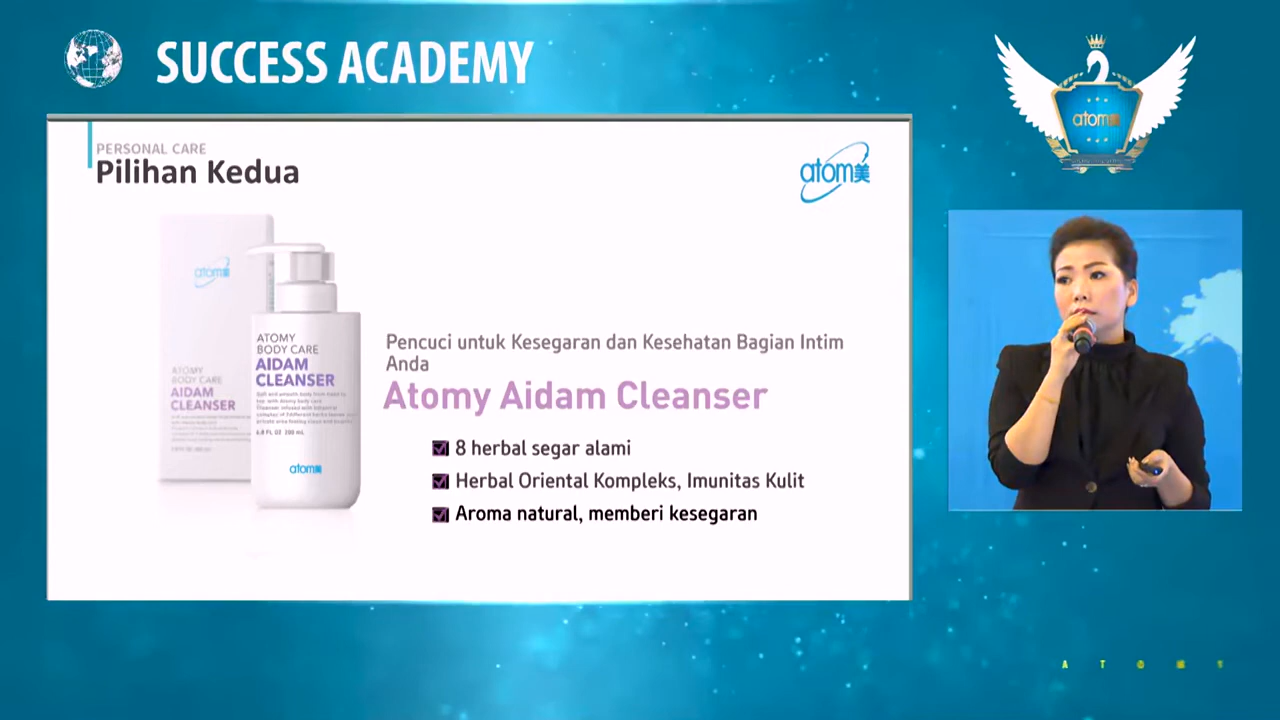 SUCCESS ACADEMY
atom美
PERSONAL CARE
Pilihan Kedua
atom美
atom美
ATOMY
BODY CARE
AIDAM
CLEANSER
ATOMY
BODY CARE
AIDAM
CLEANSER
6.8 FL OZ 200 mL
atom美
Pencuci untuk Kesegaran dan Kesehatan Bagian Intim
Anda
Atomy Aidam Cleanser
8 herbal segar alami
Herbal Oriental Kompleks, Imunitas Kulit
Aroma natural, memberi kesegaran